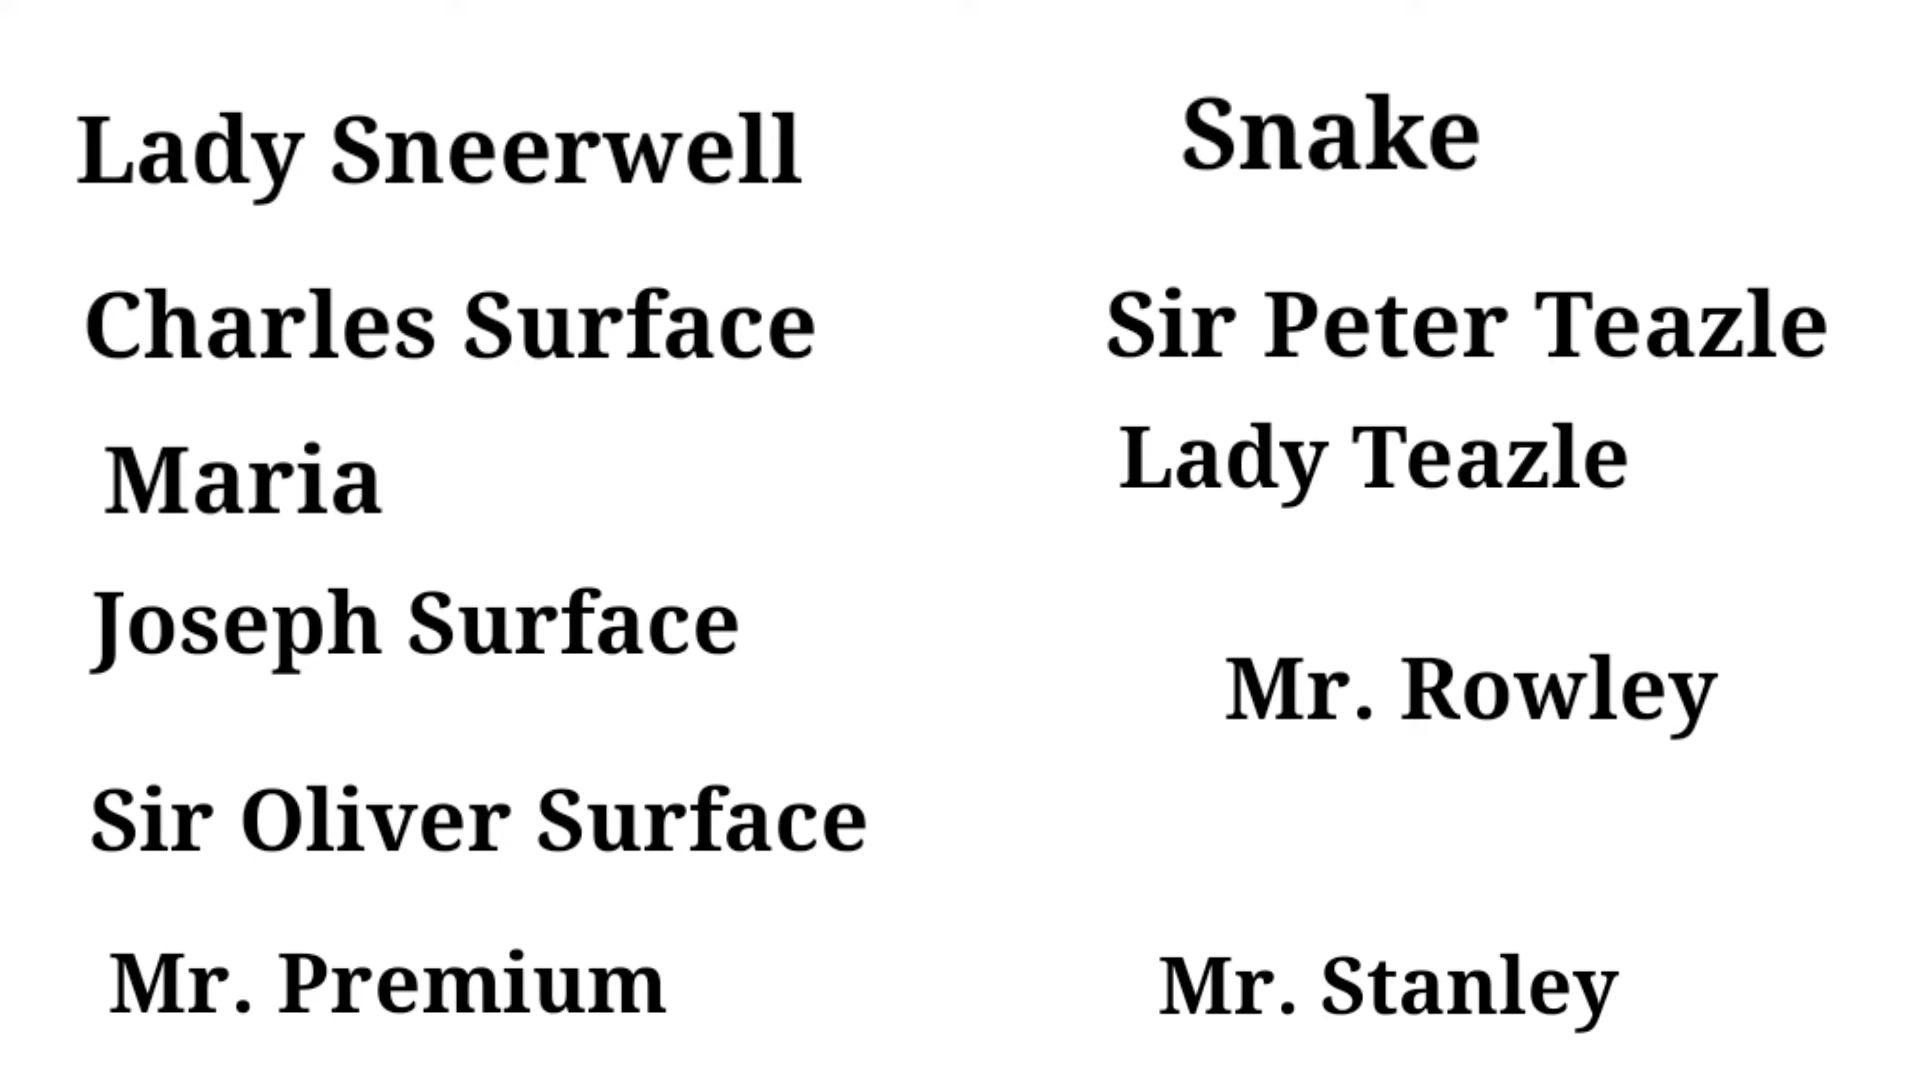 Lady Sneerwell
Snake
Charles Surface
Sir Peter Teazle
Maria
Lady Teazle
Joseph Surface
Mr. Rowley
Sir Oliver Surface
Mr. Premium
Mr. Stanley